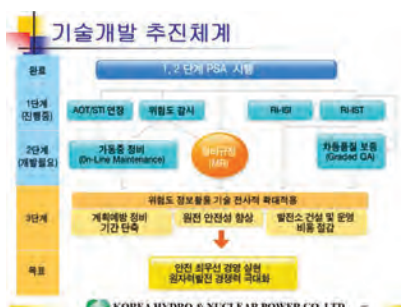 기술개발 추진체계
완료
1, 2 단계 PSA 시행
1단계
(진행중)
AOT/STI 연장
위험도 감시
RI-ISI
RI-IST
2단계
(개발필요)
가동중 정비
(On-Line Maintenance)
정비규정
(MR)
차등품질 보증
(Graded QA)
3단계
위험도 정보활용 기술 전사적 확대적용
계획예방 정비
기간 단축
원전 안전성 향상
발전소 건설 및 운영
비용 절감
목표
안전 최우선 경영 실현
원자력발전 경쟁력 극대화
KOREA HYDRO & NUCLEAR POWER CO. LTD